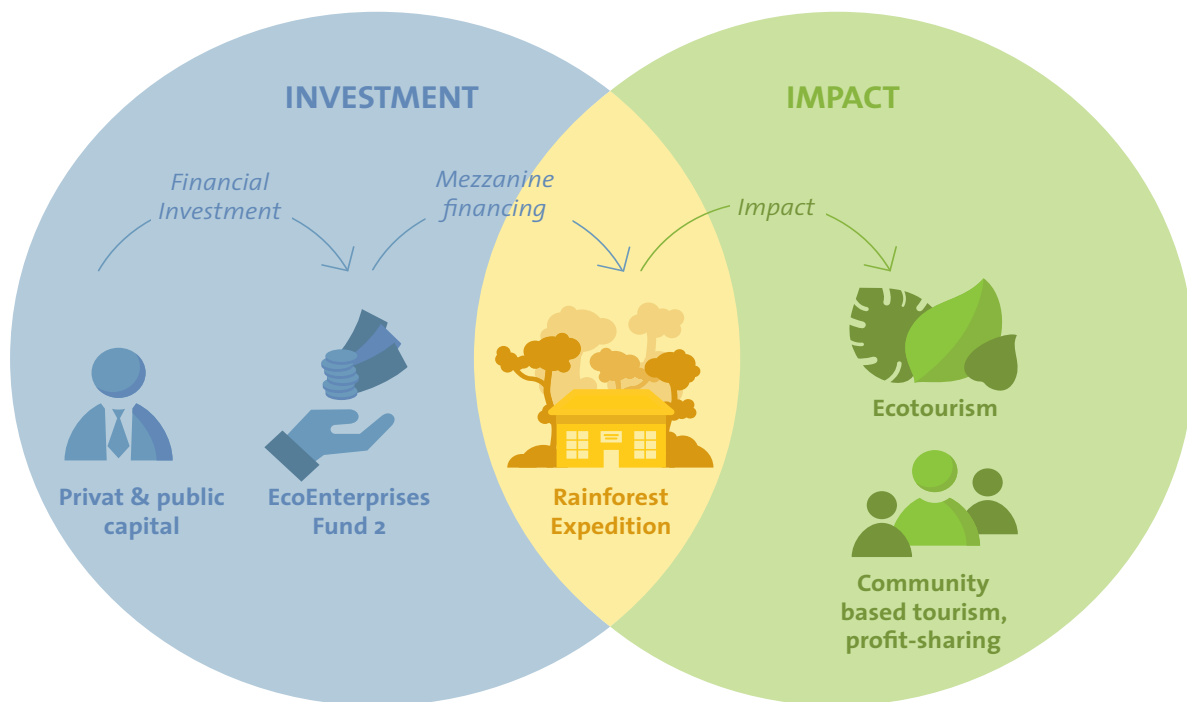 INVESTMENT
IMPACT
Financial
Investment
Mezzanine
financing
Impact
Privat & public
capital
EcoEnterprises
Fund 2
Rainforest
Expedition
Ecotourism
Community
based tourism,
profit-sharing